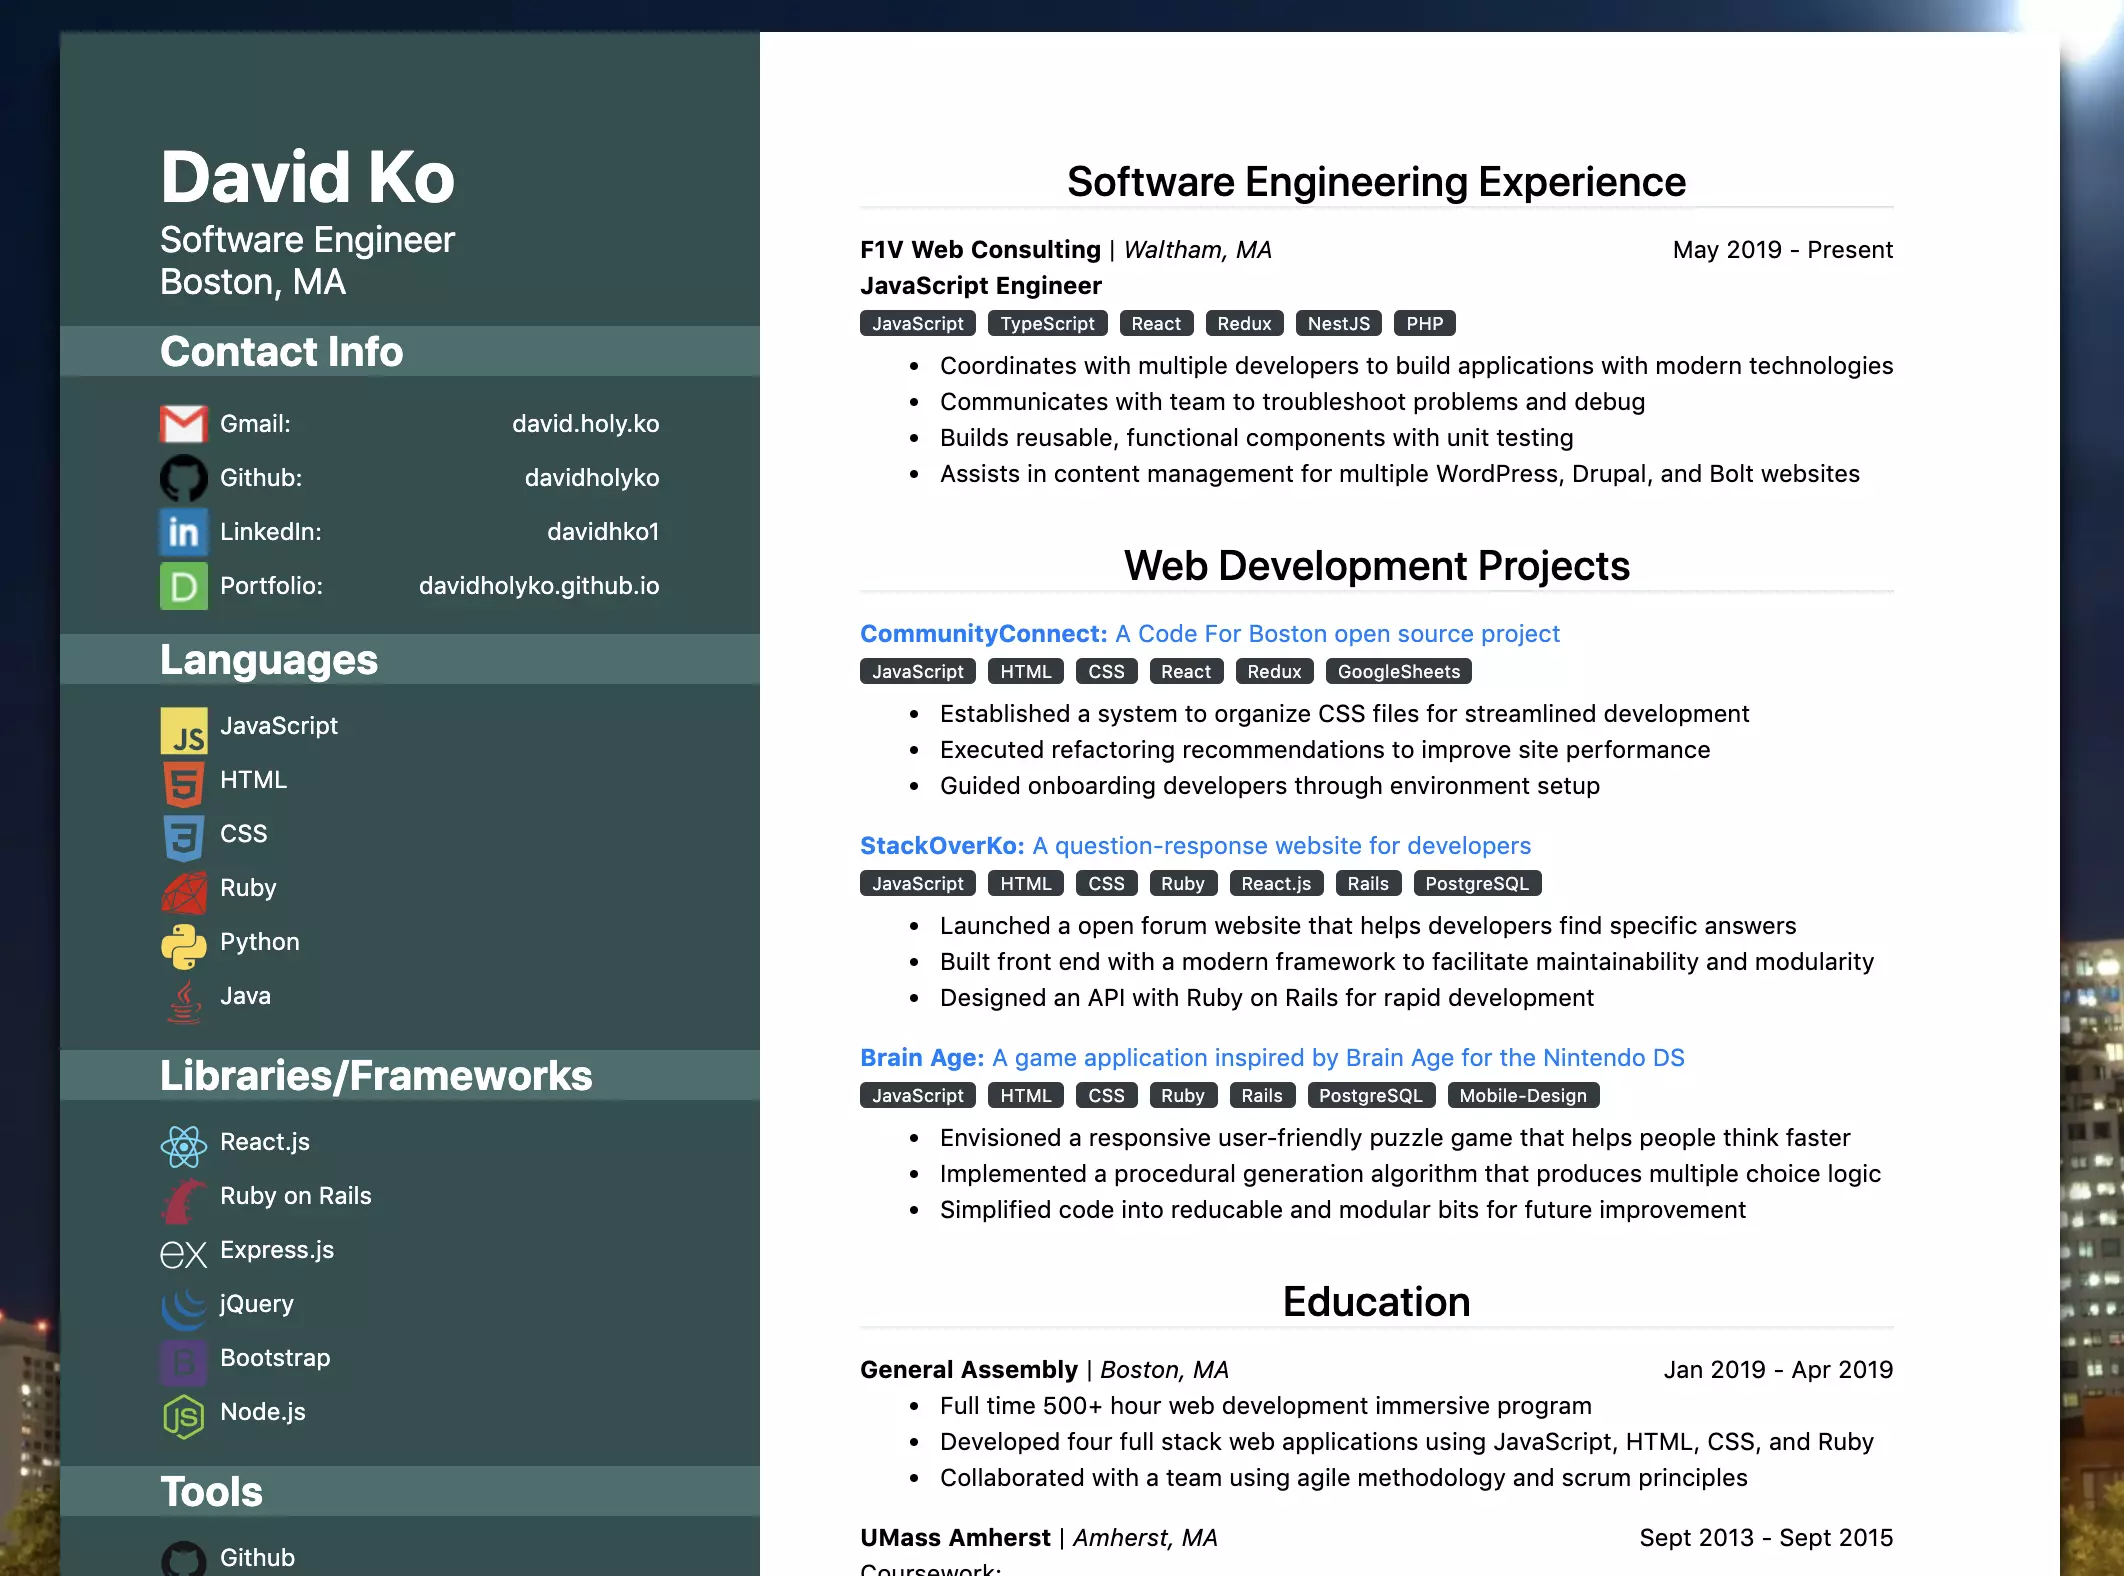 David Ko
Software Engineer
Boston, MA
Contact Info
Gmail: david.holy.ko
Github: davidholyko
in LinkedIn: davidhko1
D Portfolio: davidholyko.github.io
Languages
JS JavaScript
5 HTML
3 CSS
Ruby
Python
Java
Libraries/Frameworks
React.js
Ruby on Rails
ex Express.js
jQuery
B Bootstrap
JS Node.js
Tools
Github
Software Engineering Experience
F1V Web Consulting | Waltham, MA May 2019 - Present
JavaScript Engineer
JavaScript TypeScript React Redux NestJS PHP
• Coordinates with multiple developers to build applications with modern technologies
• Communicates with team to troubleshoot problems and debug
• Builds reusable, functional components with unit testing
• Assists in content management for multiple WordPress, Drupal, and Bolt websites
Web Development Projects
CommunityConnect: A Code For Boston open source project
JavaScript HTML CSS React Redux GoogleSheets
• Established a system to organize CSS files for streamlined development
• Executed refactoring recommendations to improve site performance
• Guided onboarding developers through environment setup
StackOverKo: A question-response website for developers
JavaScript HTML CSS Ruby React.js Rails PostgreSQL
• Launched a open forum website that helps developers find specific answers
• Built front end with a modern framework to facilitate maintainability and modularity
• Designed an API with Ruby on Rails for rapid development
Brain Age: A game application inspired by Brain Age for the Nintendo DS
JavaScript HTML CSS Ruby Rails PostgreSQL Mobile-Design
• Envisioned a responsive user-friendly puzzle game that helps people think faster
• Implemented a procedural generation algorithm that produces multiple choice logic
• Simplified code into reducable and modular bits for future improvement
Education
General Assembly | Boston, MA Jan 2019 - Apr 2019
• Full time 500+ hour web development immersive program
• Developed four full stack web applications using JavaScript, HTML, CSS, and Ruby
• Collaborated with a team using agile methodology and scrum principles
UMass Amherst | Amherst, MA Sept 2013 - Sept 2015
Coursework: